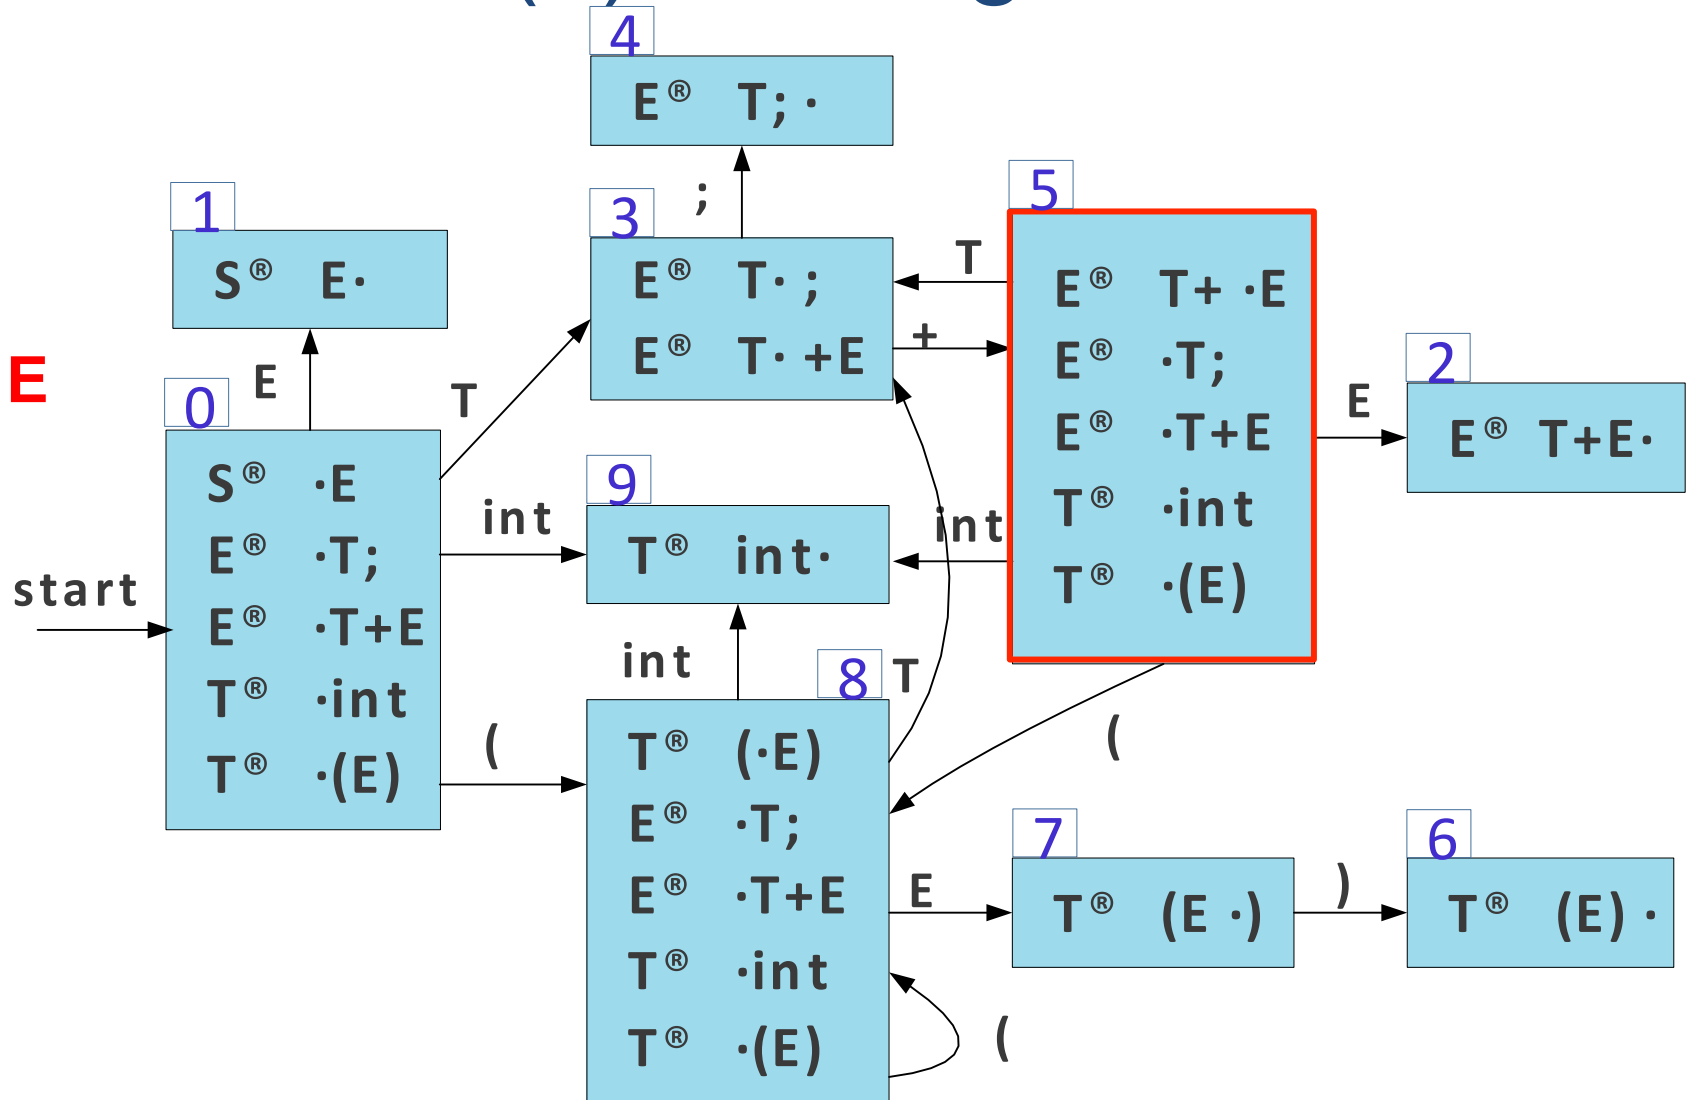 4
E® T;·
1
S® E·
;
3
E® T·;
E® T·+E
T
+
5
E® T+ ·E
E® ·T;
E® ·T+E
T® ·int
T® ·(E)
E
2
E® T+E·
E
E
T
0
S® ·E
E® ·T;
E® ·T+E
T® ·int
T® ·(E)
start
int
9
T® int·
int
int
(
8
T
T® (·E)
E® ·T;
E® ·T+E
T® ·int
T® ·(E)
(
E
7
T® (E ·)
)
6
T® (E) ·
(